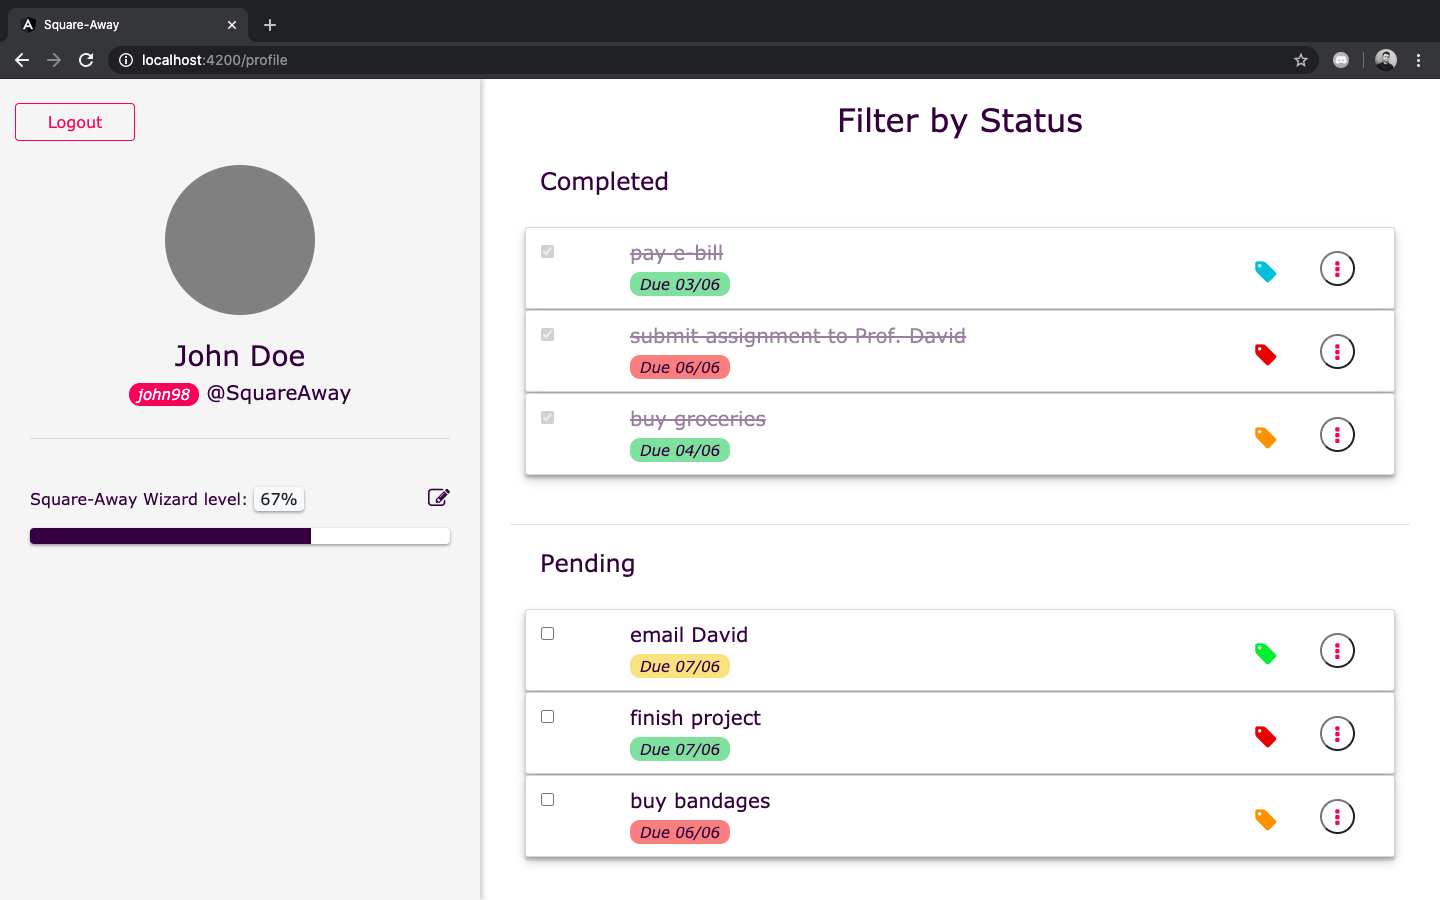 Square-Away
localhost:4200/profile
Logout
John Doe
john98 @SquareAway
Square-Away Wizard level: 67%
Filter by Status
Completed
pay e-bill
Due 03/06
submit assignment to Prof. David
Due 06/06
buy groceries
Due 04/06
Pending
email David
Due 07/06
finish project
Due 07/06
buy bandages
Due 06/06